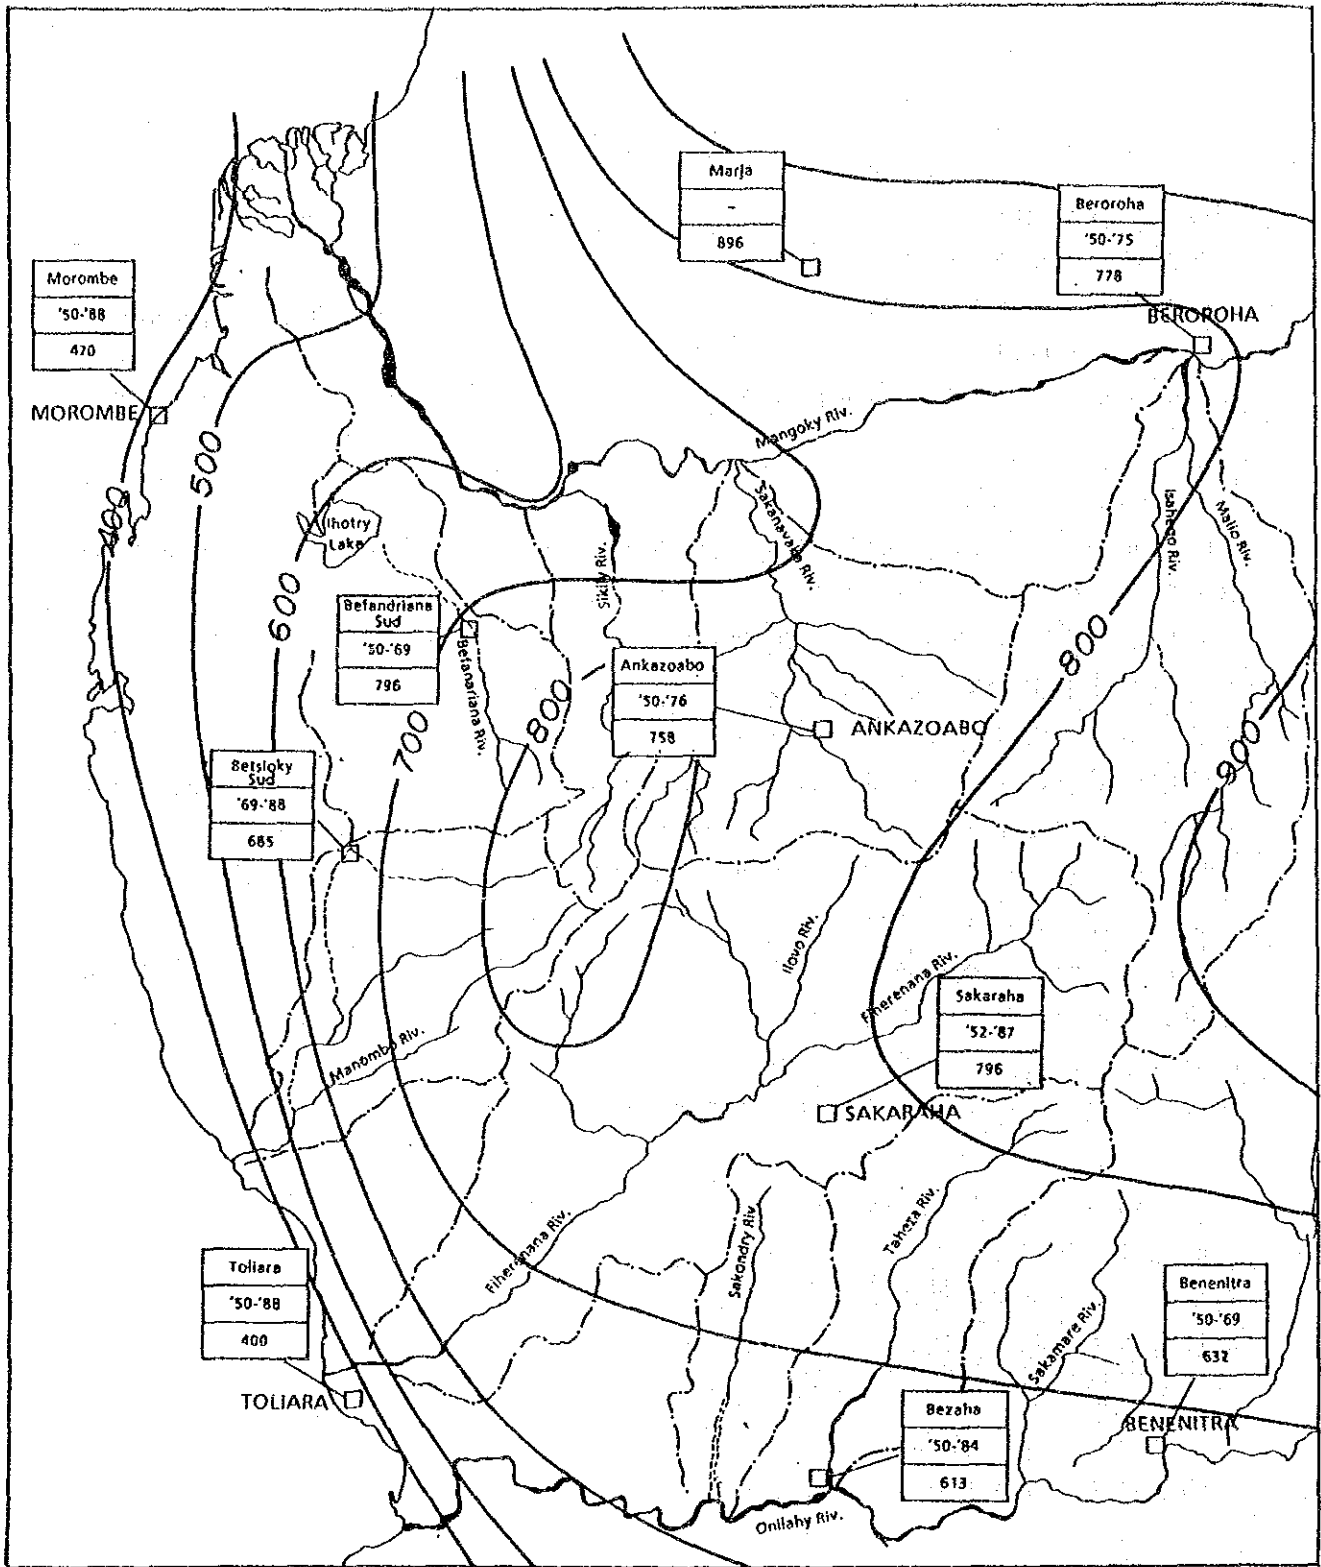 Marja
-
896
Beroroha
'50-'75
778
BEROROHA
Morombe
'50-'88
470
MOROMBE
Mangoky Riv.
500
400
Sakanavaka Riv.
Isahego Riv.
Malio Riv.
Ihotry
Laka
Sikily Riv.
600
Befandriana
Sud
'50-'69
796
Befanariana Riv.
800
Ankazoabo
'50-'76
758
ANKAZOABO
800
700
900
Betsioky
Sud
'69-'88
685
Ilovo Riv.
Fiherenana Riv.
Sakaraha
'52-'87
796
Manombo Riv.
SAKARAHA
Taheza Riv.
Sakondry Riv
Fiherenana Riv.
Toliara
'50-'88
400
Benenitra
'50-'69
632
Sakamare Riv.
TOLIARA
Bezaha
'50-'84
613
BENENITRA
Onilahy Riv.